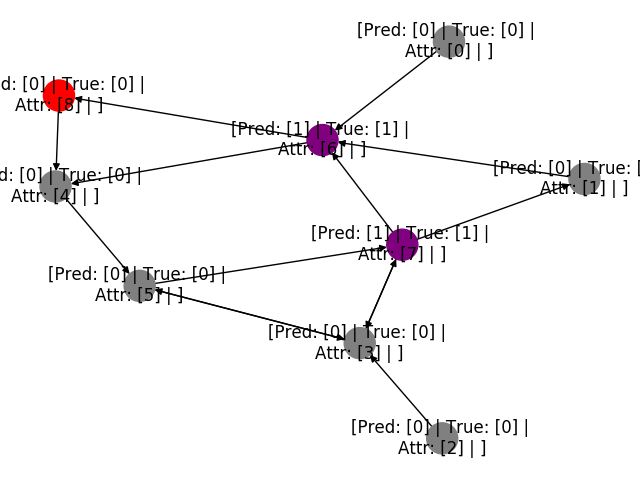 [Pred: [0] | True: [0] |
Attr: [0] | ]
d: [0] | True: [0] |
Attr: [8] | ]
[Pred: [1] | True: [1] |
Attr: [6] | ]
[Pred: [0] | True: [
Attr: [1] | ]
d: [0] | True: [0] |
Attr: [4] | ]
[Pred: [1] | True: [1] |
Attr: [7] | ]
[Pred: [0] | True: [0] |
Attr: [5] | ]
[Pred: [0] | True: [0] |
Attr: [3] | ]
[Pred: [0] | True: [0] |
Attr: [2] | ]